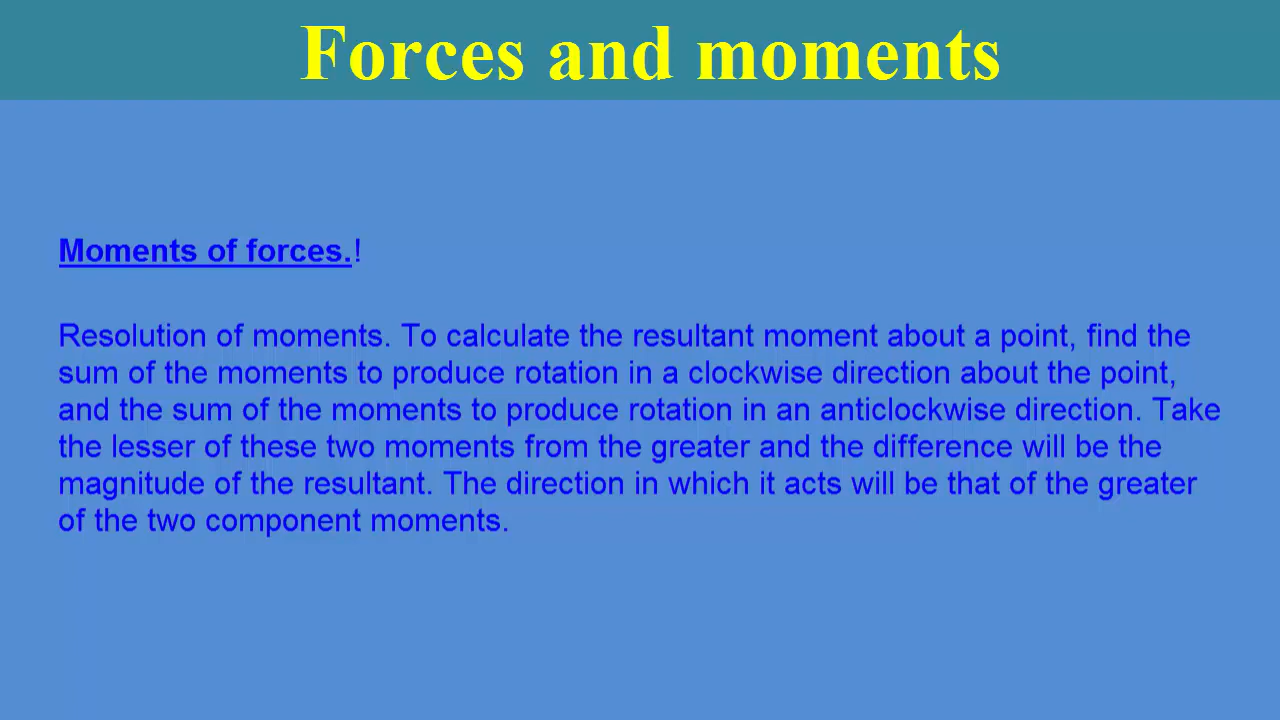 Forces and moments
Moments of forces.!
Resolution of moments. To calculate the resultant moment about a point, find the
sum of the moments to produce rotation in a clockwise direction about the point,
and the sum of the moments to produce rotation in an anticlockwise direction. Take
the lesser of these two moments from the greater and the difference will be the
magnitude of the resultant. The direction in which it acts will be that of the greater
of the two component moments.